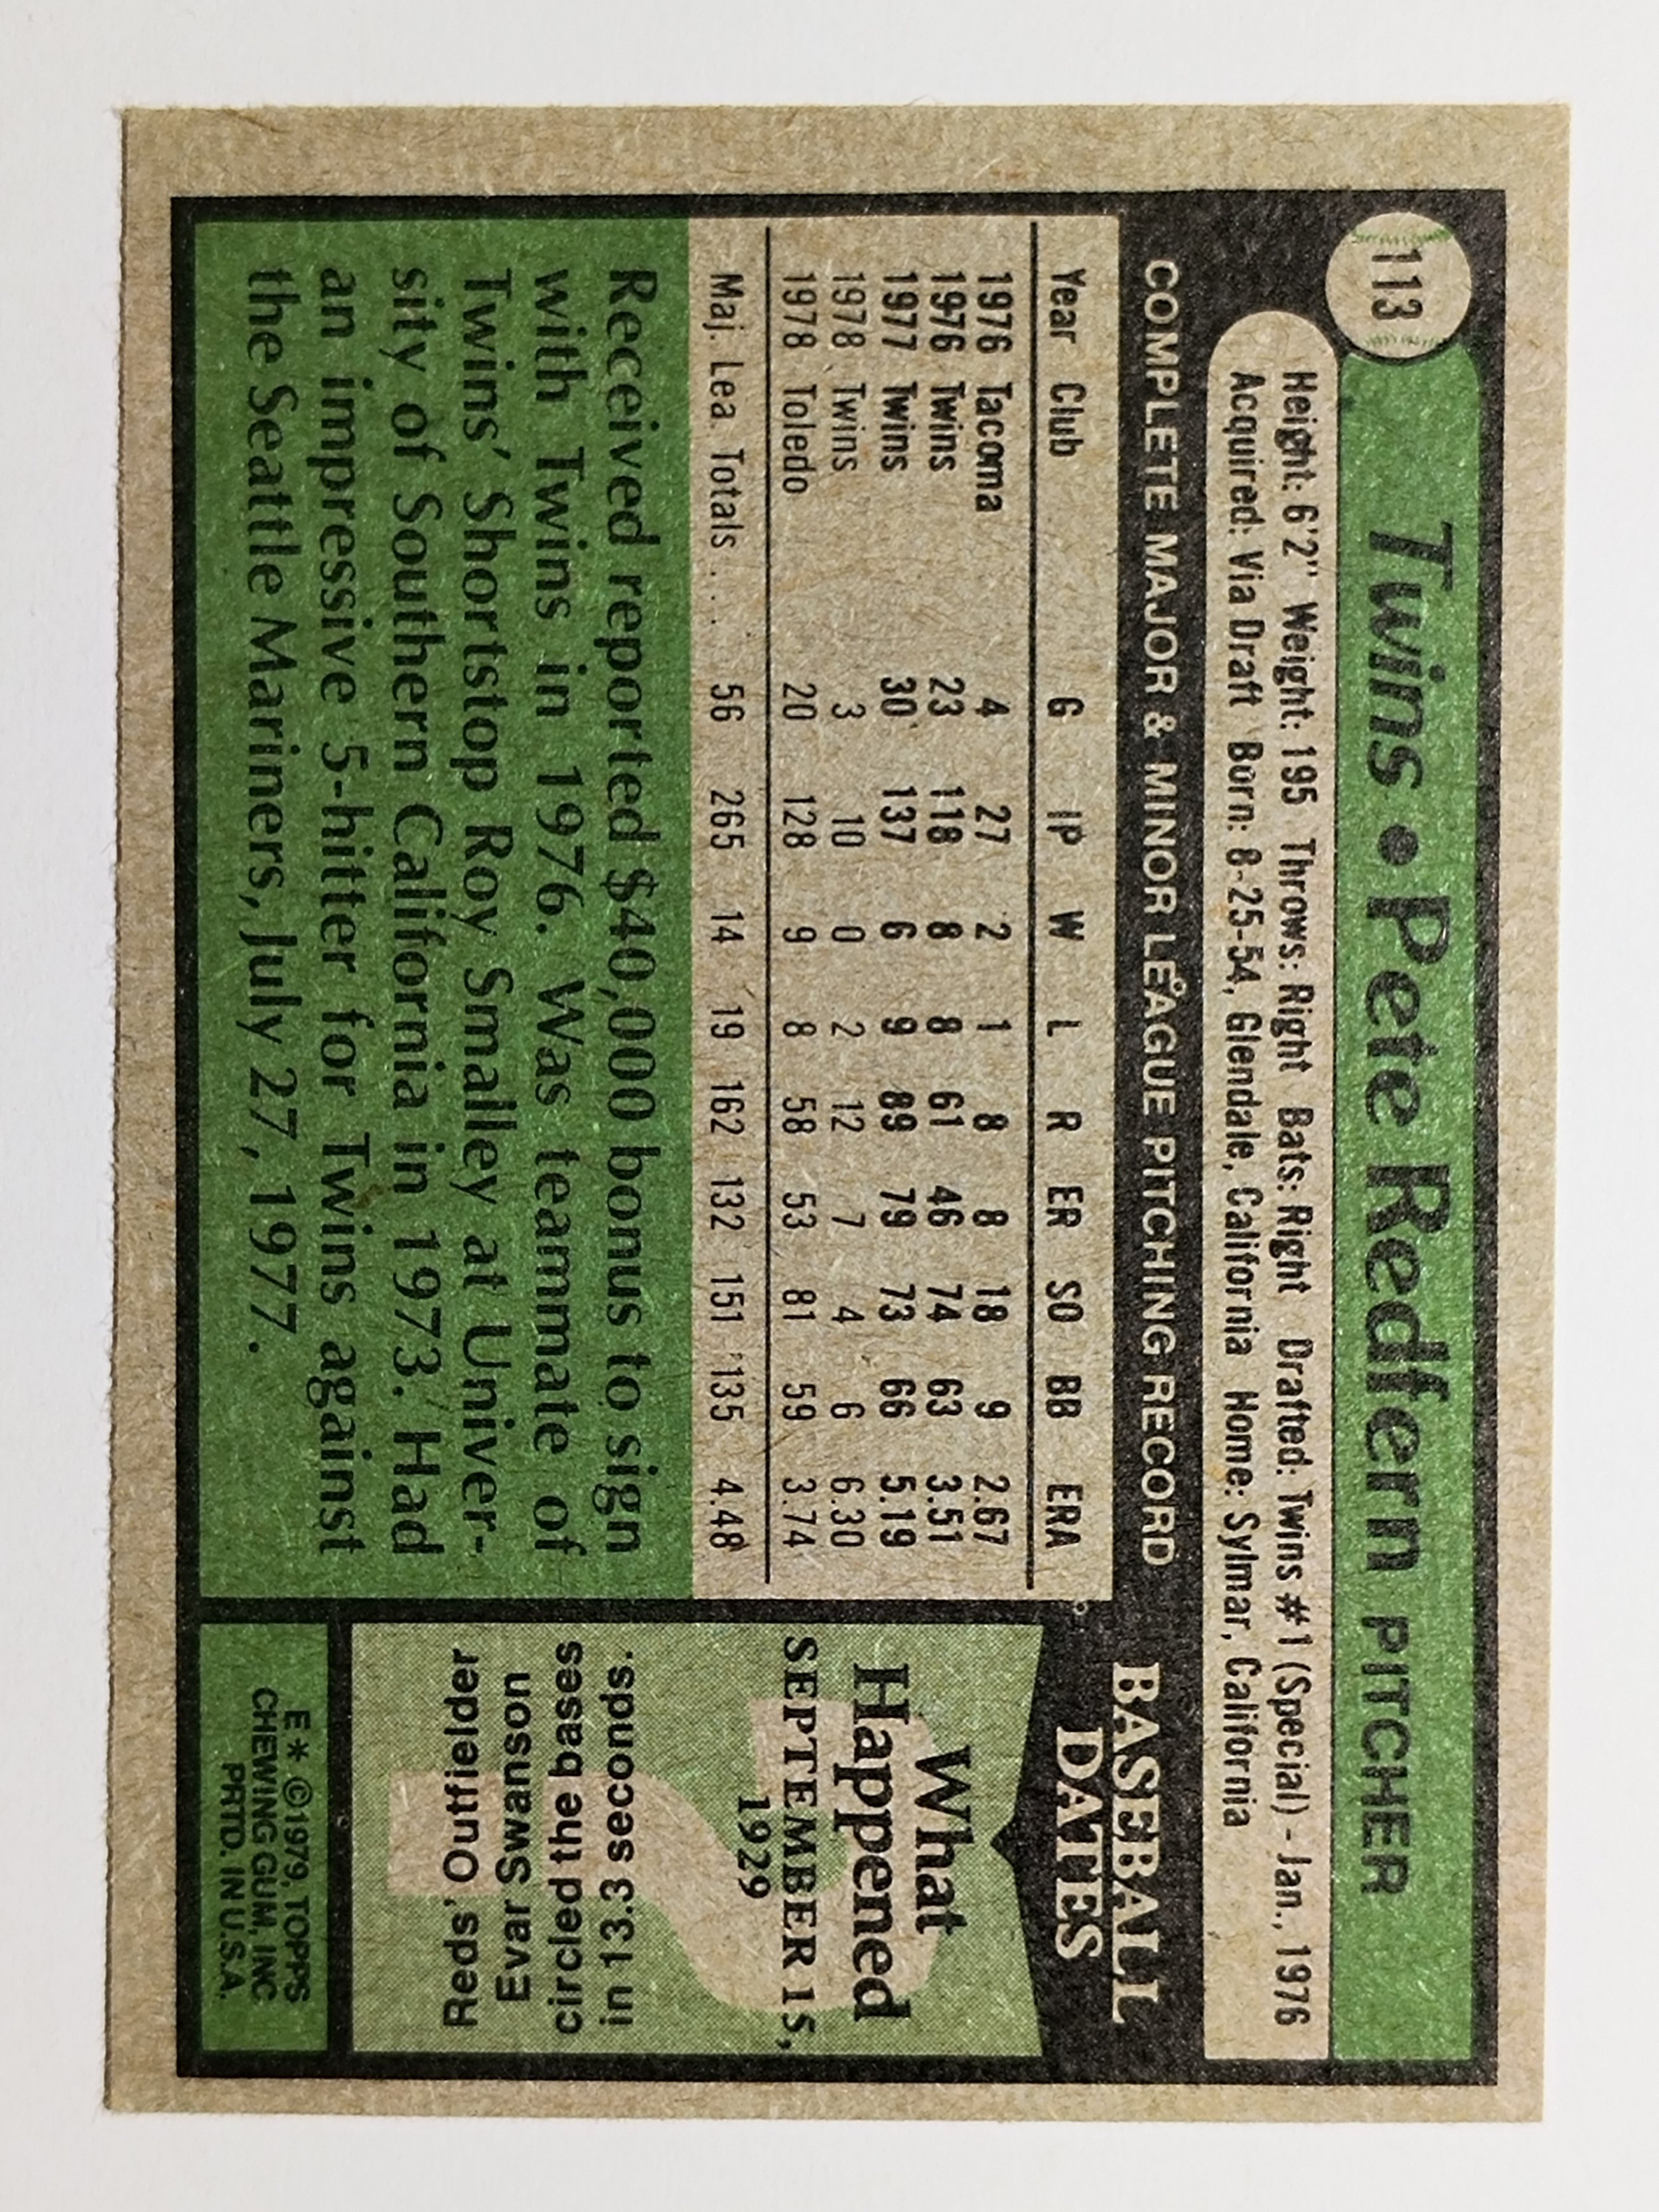 113
Twins • Pete Redfern PITCHER
Height: 6'2" Weight: 195 Throws: Right Bats: Right Drafted: Twins #1 (Special) - Jan., 1976
Acquired: Via Draft Born: 8-25-54, Glendale, California Home: Sylmar, California
COMPLETE MAJOR & MINOR LEAGUE PITCHING RECORD
Year Club G IP W L R ER SO BB ERA
1976 Tacoma 4 27 2 1 8 8 18 9 2.67
1976 Twins 23 118 8 8 61 46 74 63 3.51
1977 Twins 30 137 6 9 89 79 73 66 5.19
1978 Twins 3 10 0 2 12 7 4 6 6.30
1978 Toledo 20 128 9 8 58 53 81 59 3.74
Maj. Lea. Totals . . . 56 265 14 19 162 132 151 135 4.48
Received reported $40,000 bonus to sign
with Twins in 1976. Was teammate of
Twins' Shortstop Roy Smalley at Univer-
sity of Southern California in 1973. Had
an impressive 5-hitter for Twins against
the Seattle Mariners, July 27, 1977.
BASEBALL
DATES
What
Happened
SEPTEMBER 15,
1929
?
Reds' Outfielder
Evar Swanson
circled the bases
in 13.3 seconds.
E* ©1979, TOPPS
CHEWING GUM, INC
PRTD. IN U.S.A.